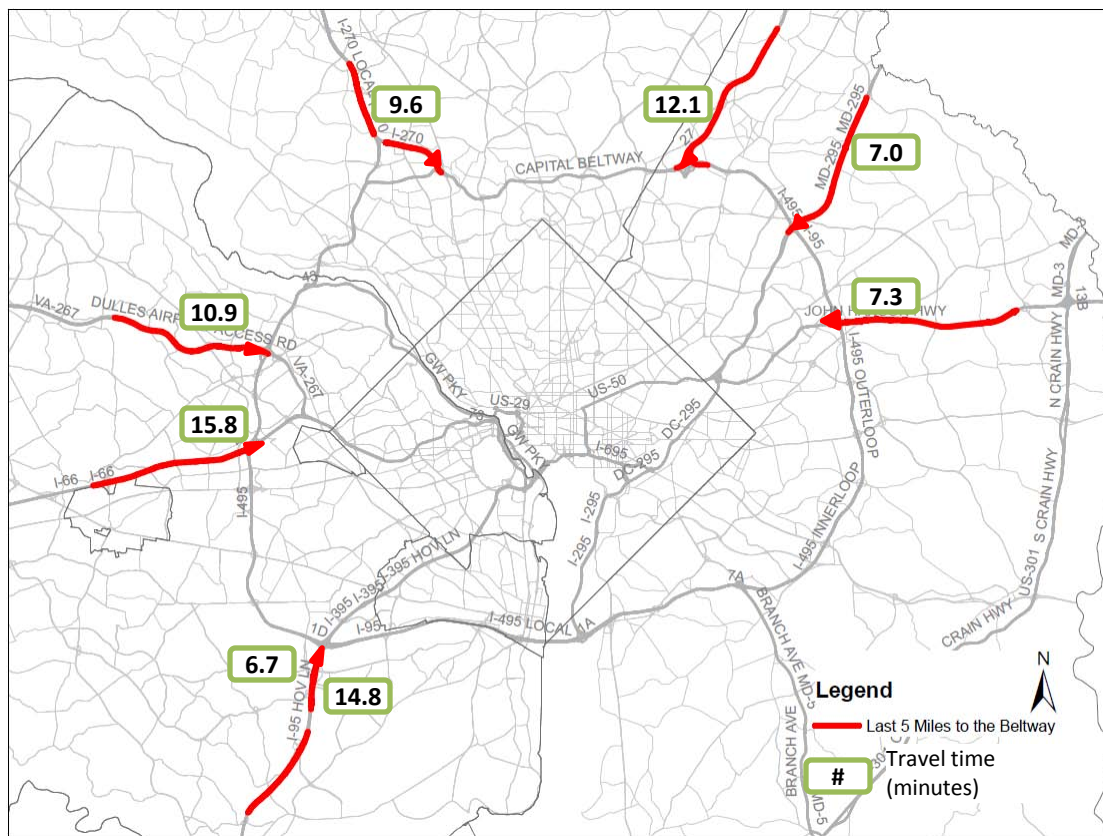 I-270 LOCAL
9.6
I-270
12.1
27
MD-295 MD-295
7.0
CAPITAL BELTWAY
I-495
I-95
MD-3
MD-3
13B
43
VA-267
DULLES AIRP
ACCESS RD
10.9
7.3
JOHN H
HWY
VA-267
GW PKY
US-29
US-50
I-495 OUTERLOOP
N CRAIN HWY
15.8
GW PKY
DC-295
I-695
DC-295
I-66
I-66
I-495
I-295
I-295
I-395 I-395 HOV LN
I-495 INNERLOOP
US-301 S CRAIN HWY
7A
1D
I-95
I-495 LOCAL
1A
CRAIN HWY
BRANCH AVE MD-5
6.7
14.8
I-95 HOV LN
N
Legend
Last 5 Miles to the Beltway
BRANCH AVE
MD-5
#
Travel time
(minutes)